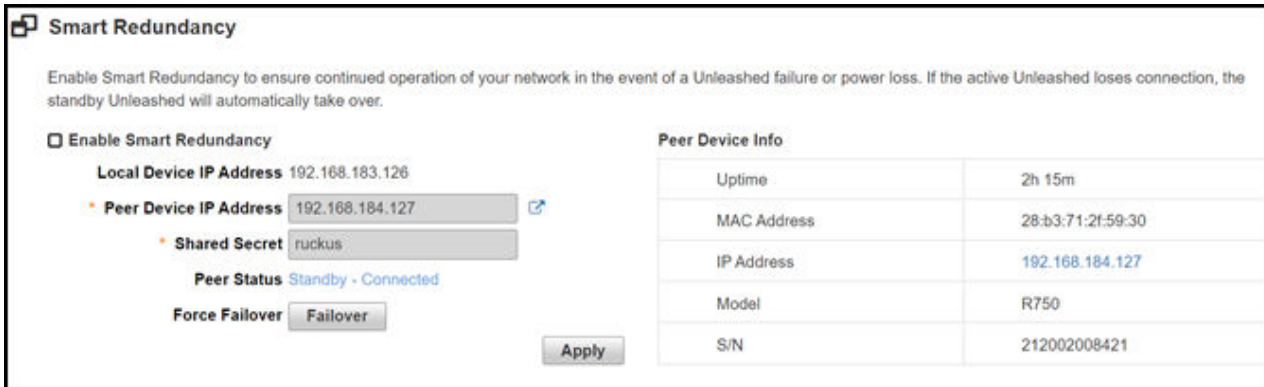 Smart Redundancy
Enable Smart Redundancy to ensure continued operation of your network in the event of a Unleashed failure or power loss. If the active Unleashed loses connection, the
standby Unleashed will automatically take over.
Enable Smart Redundancy
Local Device IP Address 192.168.183.126
* Peer Device IP Address 192.168.184.127
* Shared Secret ruckus
Peer Status Standby - Connected
Force Failover Failover
Apply
Peer Device Info
Uptime 2h 15m
MAC Address 28:b3:71:2f:59:30
IP Address 192.168.184.127
Model R750
S/N 212002008421